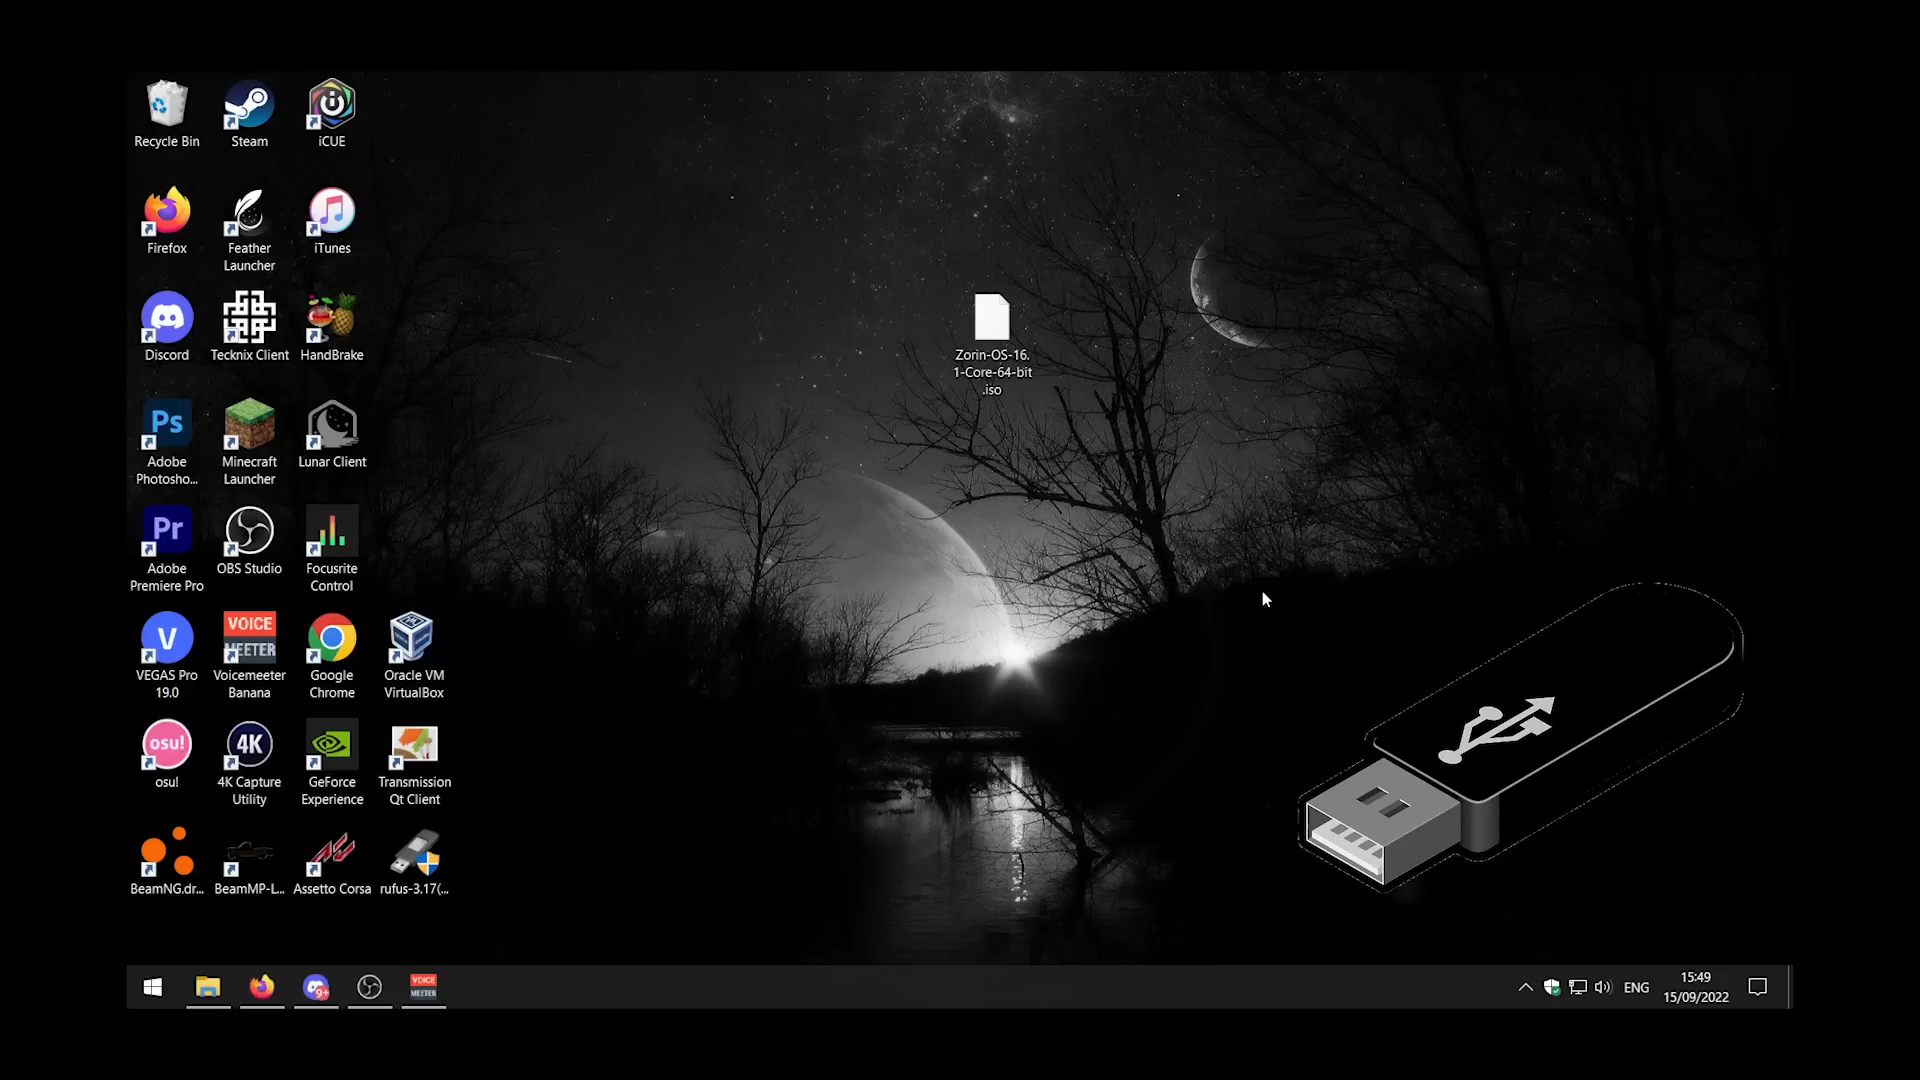 Recycle Bin
Steam
iCUE
Firefox
Feather
Launcher
iTunes
Discord
Tecknix Client
HandBrake
Zorin-OS-16.
1-Core-64-bit
.iso
Ps
Adobe
Photosho...
Minecraft
Launcher
Lunar Client
Pr
Adobe
Premiere Pro
OBS Studio
Focusrite
Control
V
VEGAS Pro
19.0
VOICE
MEETER
Voicemeeter
Banana
Google
Chrome
Oracle VM
VirtualBox
osu!
osu!
4K
4K Capture
Utility
GeForce
Experience
Transmission
Qt Client
BeamNG.dr...
BeamMP-L...
Assetto Corsa
rufus-3.17(...
9+
VOICE
MEETER
ENG
15:49
15/09/2022